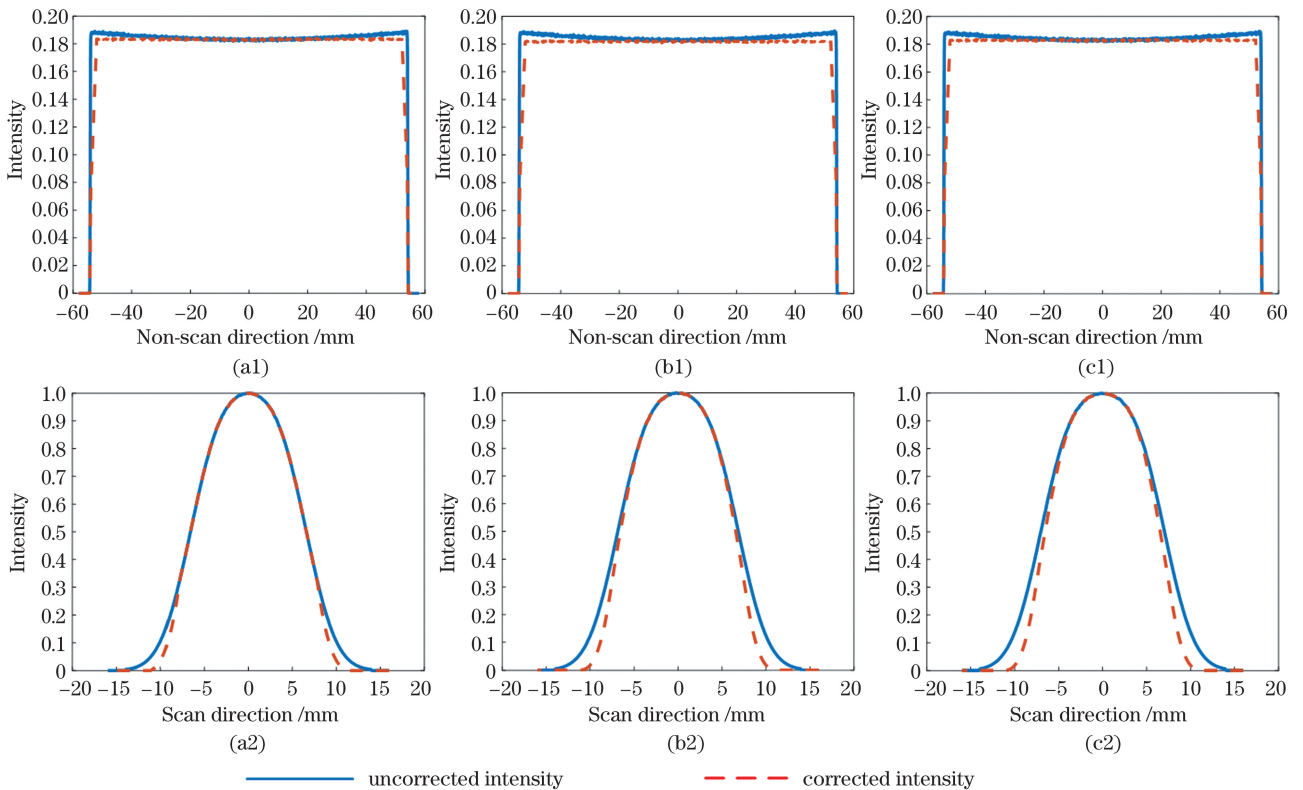 0.20 0.20 0.20
0.18 0.18 0.18
0.16 0.16 0.16
0.14 0.14 0.14
0.12 0.12 0.12
0.10 0.10 0.10
0.08 0.08 0.08
0.06 0.06 0.06
0.04 0.04 0.04
0.02 0.02 0.02
0 0 0
Intensity Intensity Intensity
−60 −40 −20 0 20 40 60 −60 −40 −20 0 20 40 60 −60 −40 −20 0 20 40 60
Non-scan direction /mm Non-scan direction /mm Non-scan direction /mm
(a1) (b1) (c1)
1.0 1.0 1.0
0.9 0.9 0.9
0.8 0.8 0.8
0.7 0.7 0.7
0.6 0.6 0.6
0.5 0.5 0.5
0.4 0.4 0.4
0.3 0.3 0.3
0.2 0.2 0.2
0.1 0.1 0.1
0 0 0
Intensity Intensity Intensity
−20 −15 −10 −5 0 5 10 15 20 −20 −15 −10 −5 0 5 10 15 20 −20 −15 −10 −5 0 5 10 15 20
Scan direction /mm Scan direction /mm Scan direction /mm
(a2) (b2) (c2)
uncorrected intensity corrected intensity